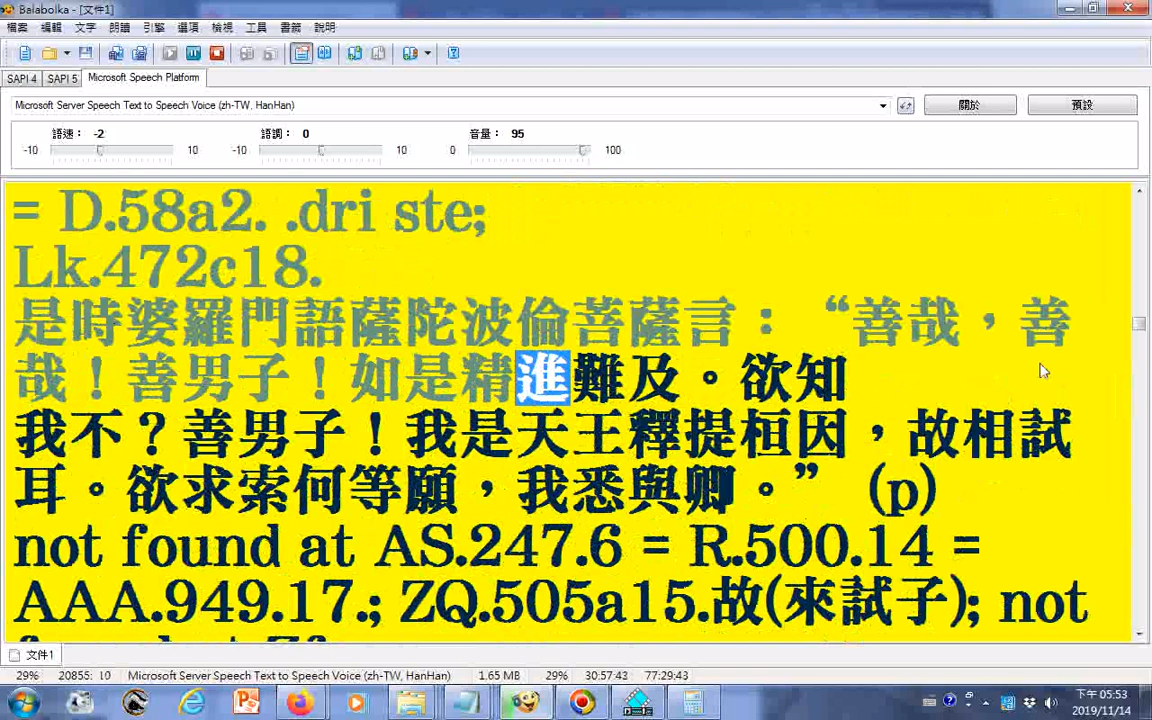 Balabolka - [文件1]
檔案 編輯 文字 朗讀 引擎 選項 檢視 工具 書籤 說明
SAPI 4 SAPI 5 Microsoft Speech Platform
Microsoft Server Speech Text to Speech Voice (zh-TW, HanHan) 關於 預設
語速： -2 語調： 0 音量： 95
-10 10 -10 10 0 100
= D.58a2. .dri ste;
Lk.472c18.
是時婆羅門語薩陀波倫菩薩言：“善哉，善
哉！善男子！如是精進難及。欲知
我不？善男子！我是天王釋提桓因，故相試
耳。欲求索何等願，我悉與卿。” (p)
not found at AS.247.6 = R.500.14 =
AAA.949.17.; ZQ.505a15.故(來試子); not
文件1
29% 20855: 10 Microsoft Server Speech Text to Speech Voice (zh-TW, HanHan) 1.65 MB 29% 30:57:43 77:29:43
下午 05:53
2019/11/14